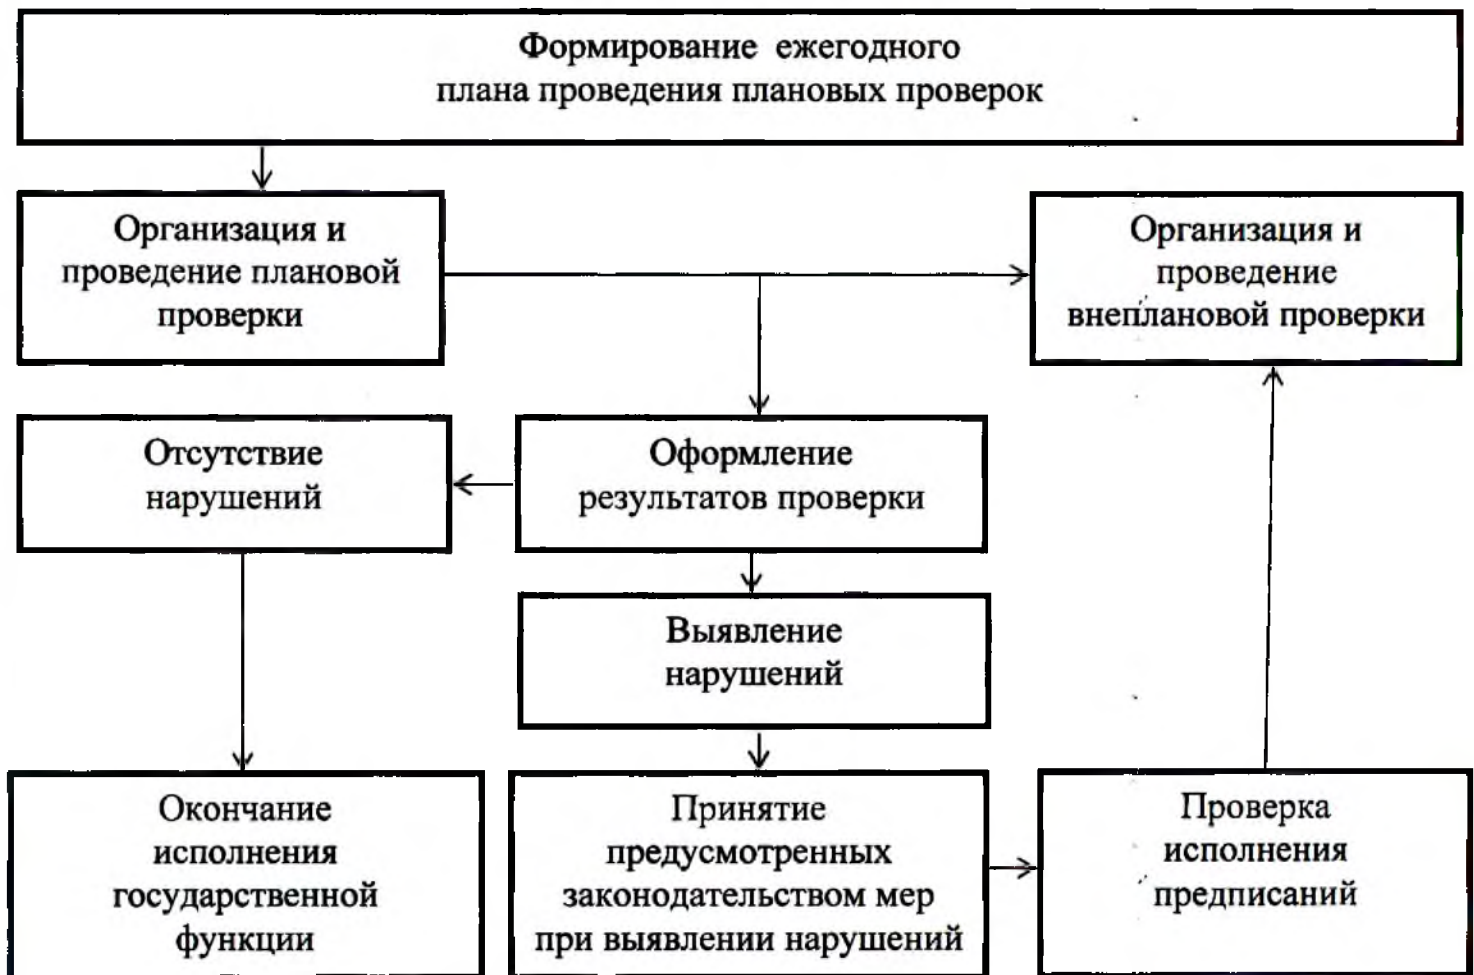 Формирование ежегодного
плана проведения плановых проверок
Организация и
проведение плановой
проверки
Организация и
проведение
внеплановой проверки
Отсутствие
нарушений
Оформление
результатов проверки
Выявление
нарушений
Окончание
исполнения
государственной
функции
Принятие
предусмотренных
законодательством мер
при выявлении нарушений
Проверка
исполнения
предписаний